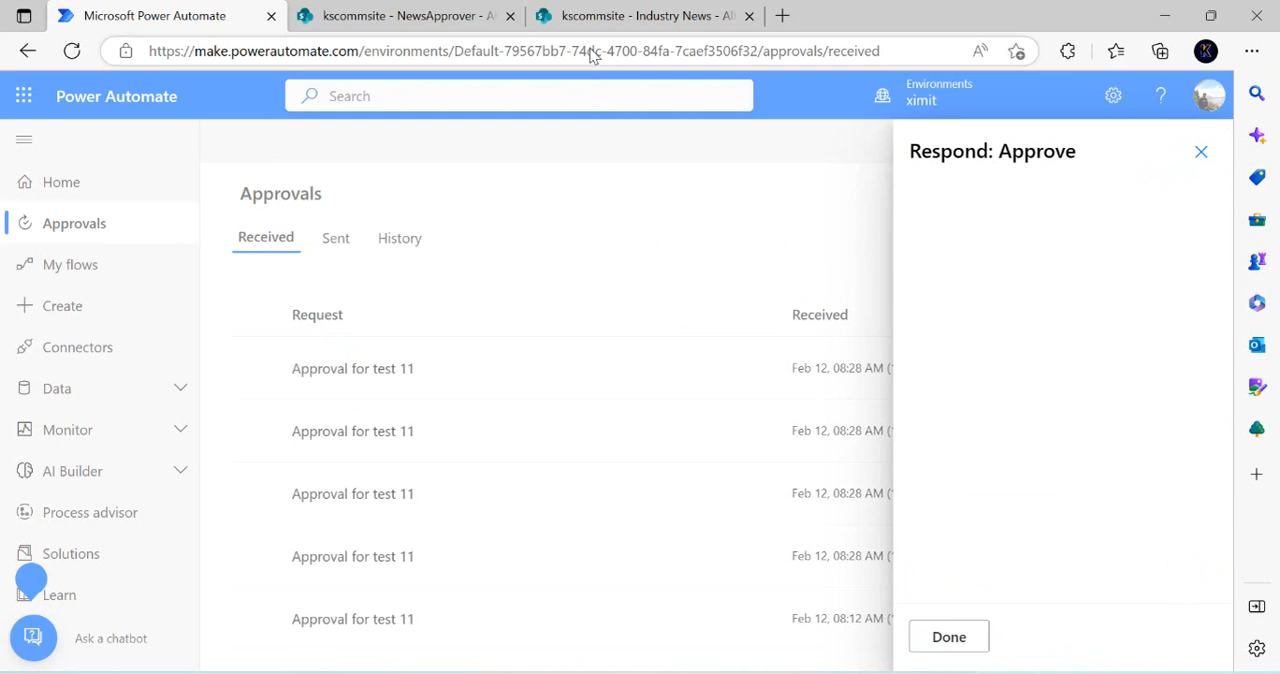 Microsoft Power Automate
kscommsite - NewsApprover - Al
kscommsite - Industry News - All
https://make.powerautomate.com/environments/Default-79567bb7-74dc-4700-84fa-7caef3506f32/approvals/received
Power Automate
Search
Environments
ximit
Home
Approvals
My flows
Create
Connectors
Data
Monitor
AI Builder
Process advisor
Solutions
Learn
Ask a chatbot
Approvals
Received Sent History
Request Received
Approval for test 11 Feb 12, 08:28 AM (
Approval for test 11 Feb 12, 08:28 AM (
Approval for test 11 Feb 12, 08:28 AM (
Approval for test 11 Feb 12, 08:28 AM (
Approval for test 11 Feb 12, 08:12 AM (
Respond: Approve
Done